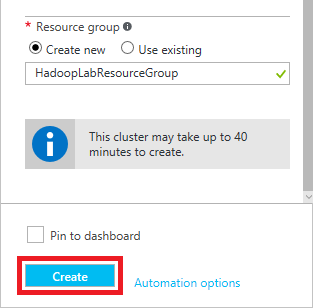 * Resource group
Create new Use existing
HadoopLabResourceGroup
This cluster may take up to 40
minutes to create.
Pin to dashboard
Create Automation options